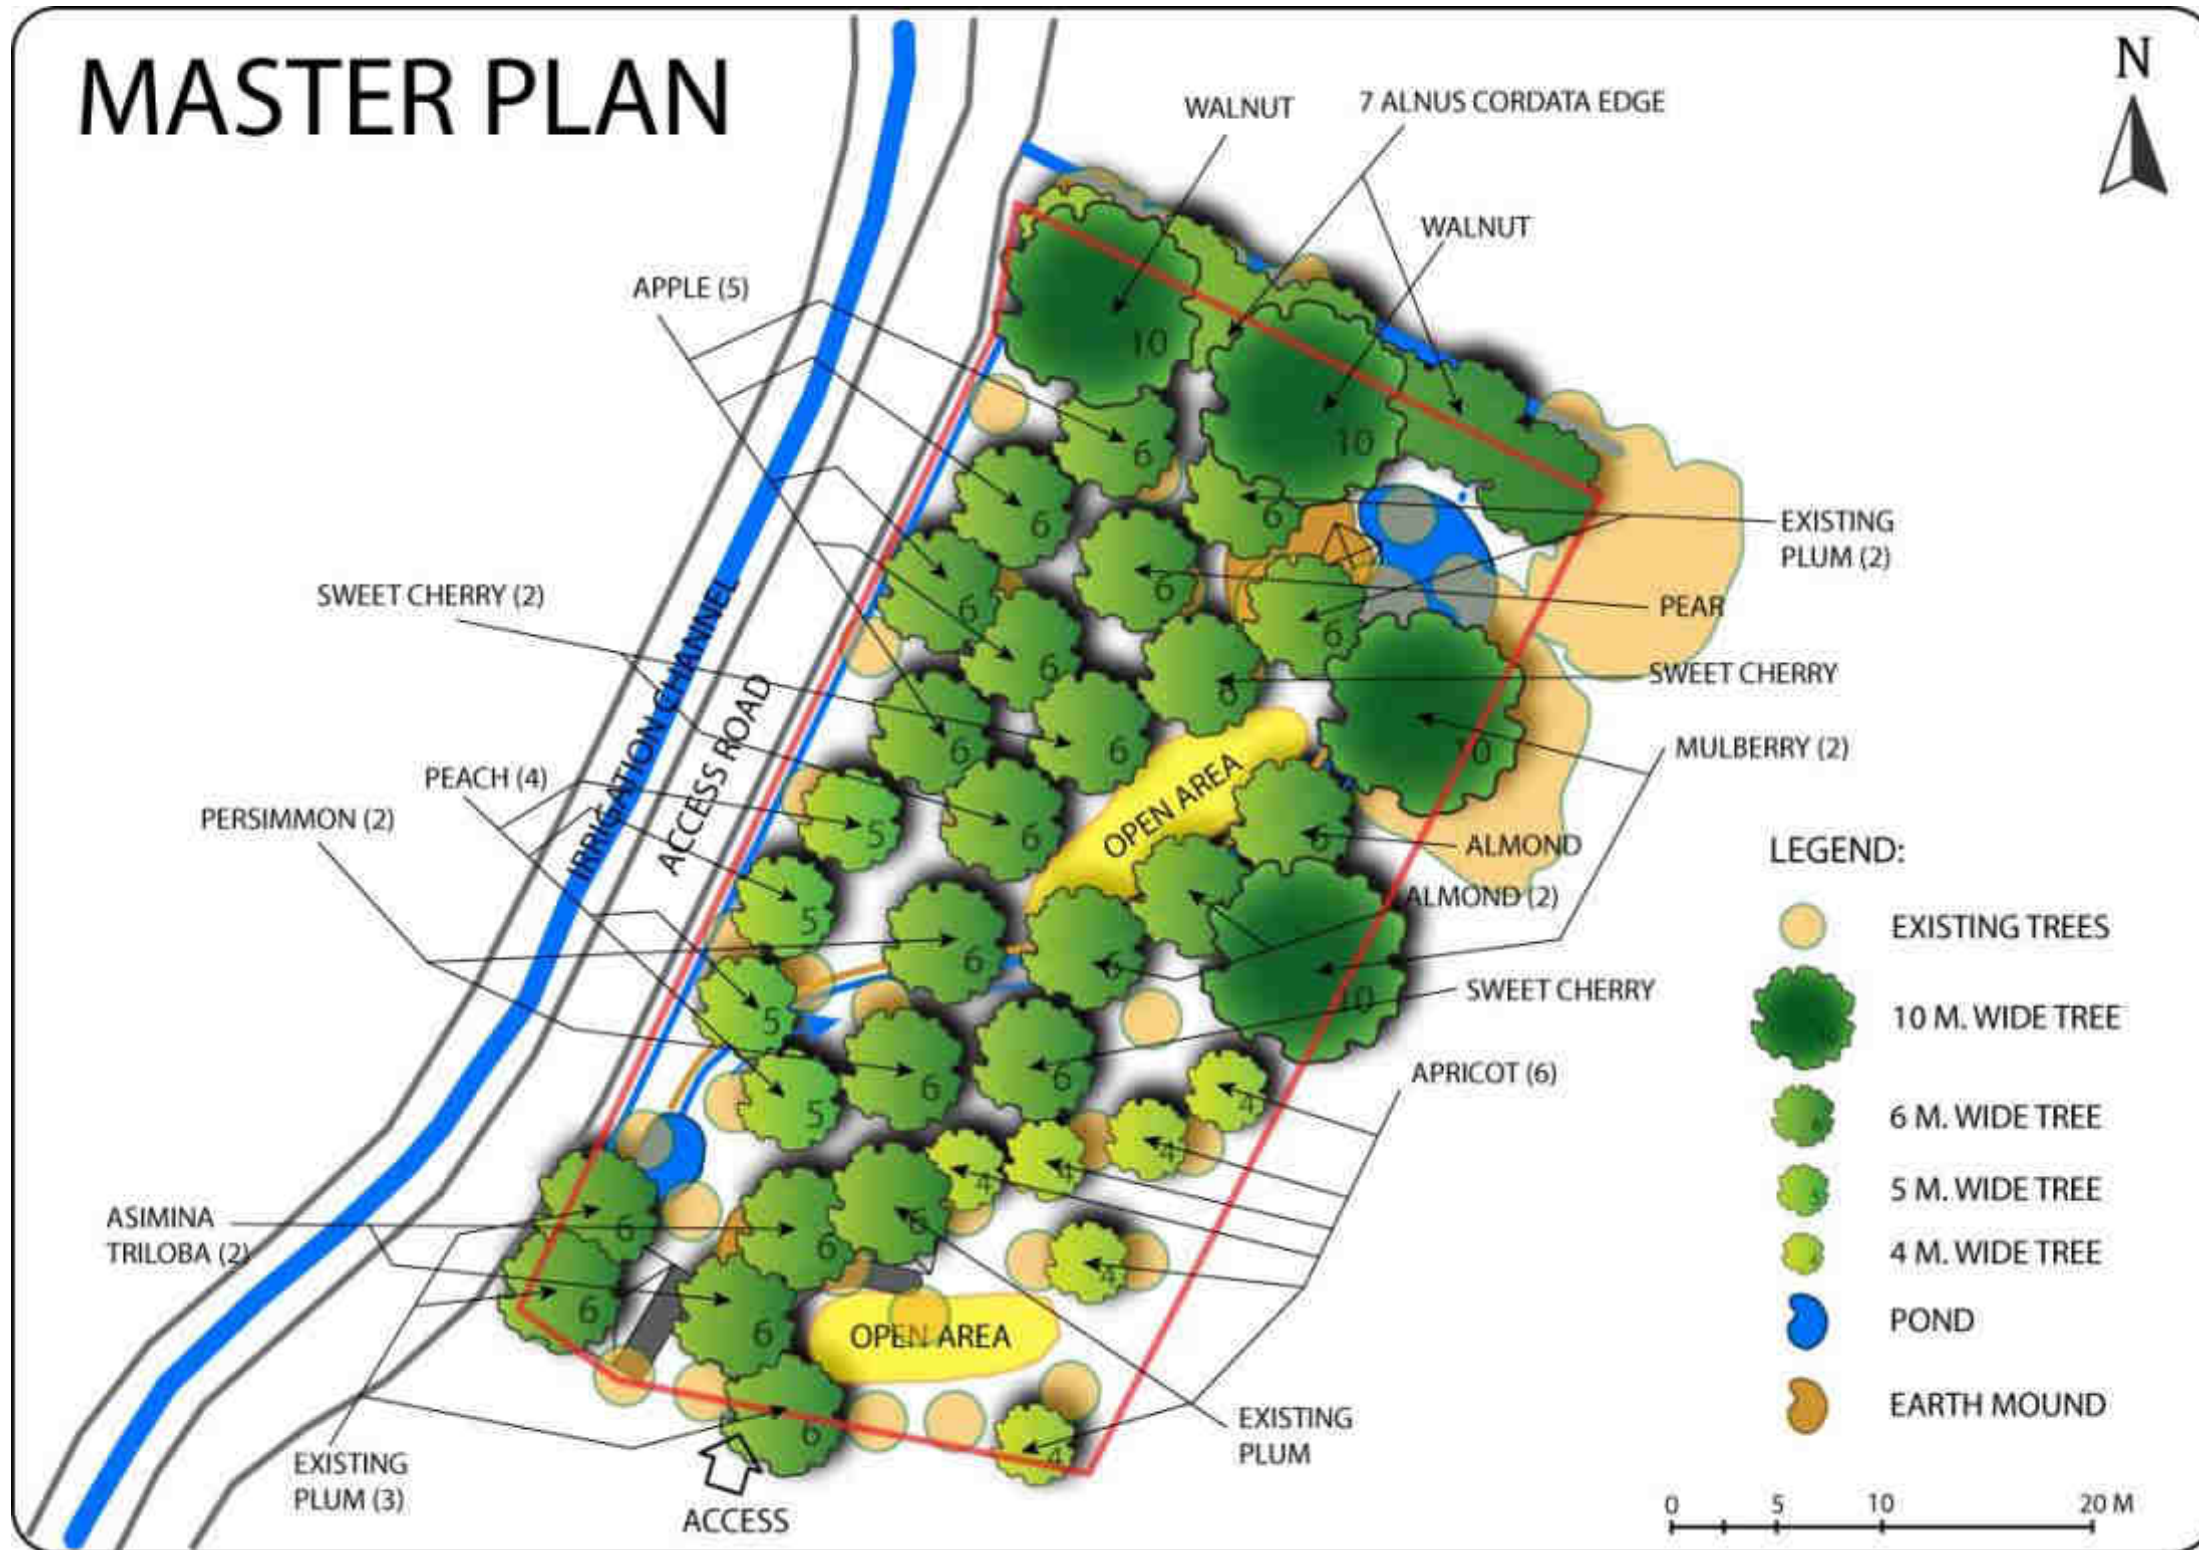 MASTER PLAN
N
WALNUT
7 ALNUS CORDATA EDGE
WALNUT
APPLE (5)
10
10
6
6
6
EXISTING
PLUM (2)
SWEET CHERRY (2)
6
6
6
PEAR
6
SWEET CHERRY
6
IRRIGATION CHANNEL
ACCESS ROAD
MULBERRY (2)
6
6
10
PEACH (4)
PERSIMMON (2)
OPEN AREA
5
6
6
ALMOND
LEGEND:
ALMOND (2)
5
EXISTING TREES
6
6
SWEET CHERRY
10
5
10 M. WIDE TREE
6
6
APRICOT (6)
5
4
6 M. WIDE TREE
6
4
4
4
5 M. WIDE TREE
5
ASIMINA
TRILOBA (2)
6
6
6
4 M. WIDE TREE
4
6
6
OPEN AREA
POND
EARTH MOUND
EXISTING
PLUM
6
4
EXISTING
PLUM (3)
ACCESS
0 5 10 20 M